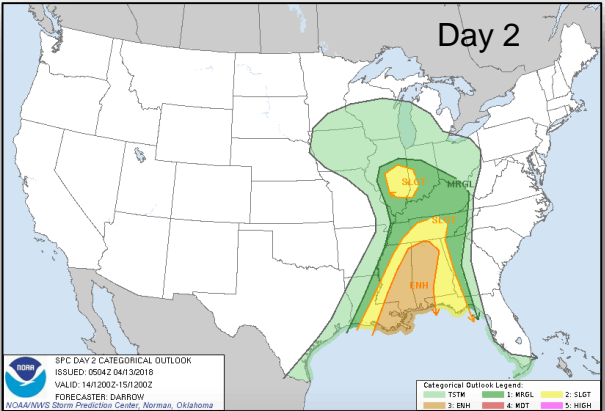 Day 2
SLGT
MRGL
SLGT
ENH
NOAA
SPC DAY 2 CATEGORICAL OUTLOOK
ISSUED: 0504Z 04/13/2018
VALID: 14/1200Z-15/1200Z
FORECASTER: DARROW
NOAA/NWS Storm Prediction Center, Norman, Oklahoma
Categorical Outlook Legend:
TSTM 1: MRGL 2: SLGT
3: ENH 4: MDT 5: HIGH